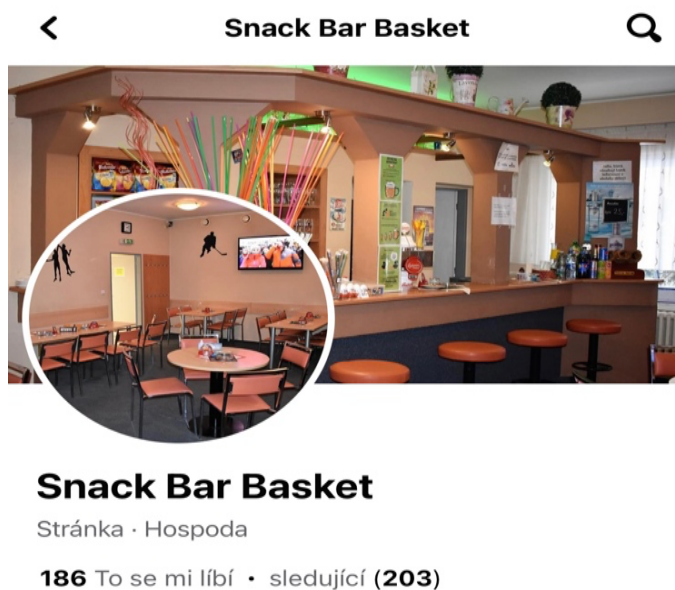 Snack Bar Basket
Snack Bar Basket
Stránka · Hospoda
186 To se mi líbí • sledující (203)